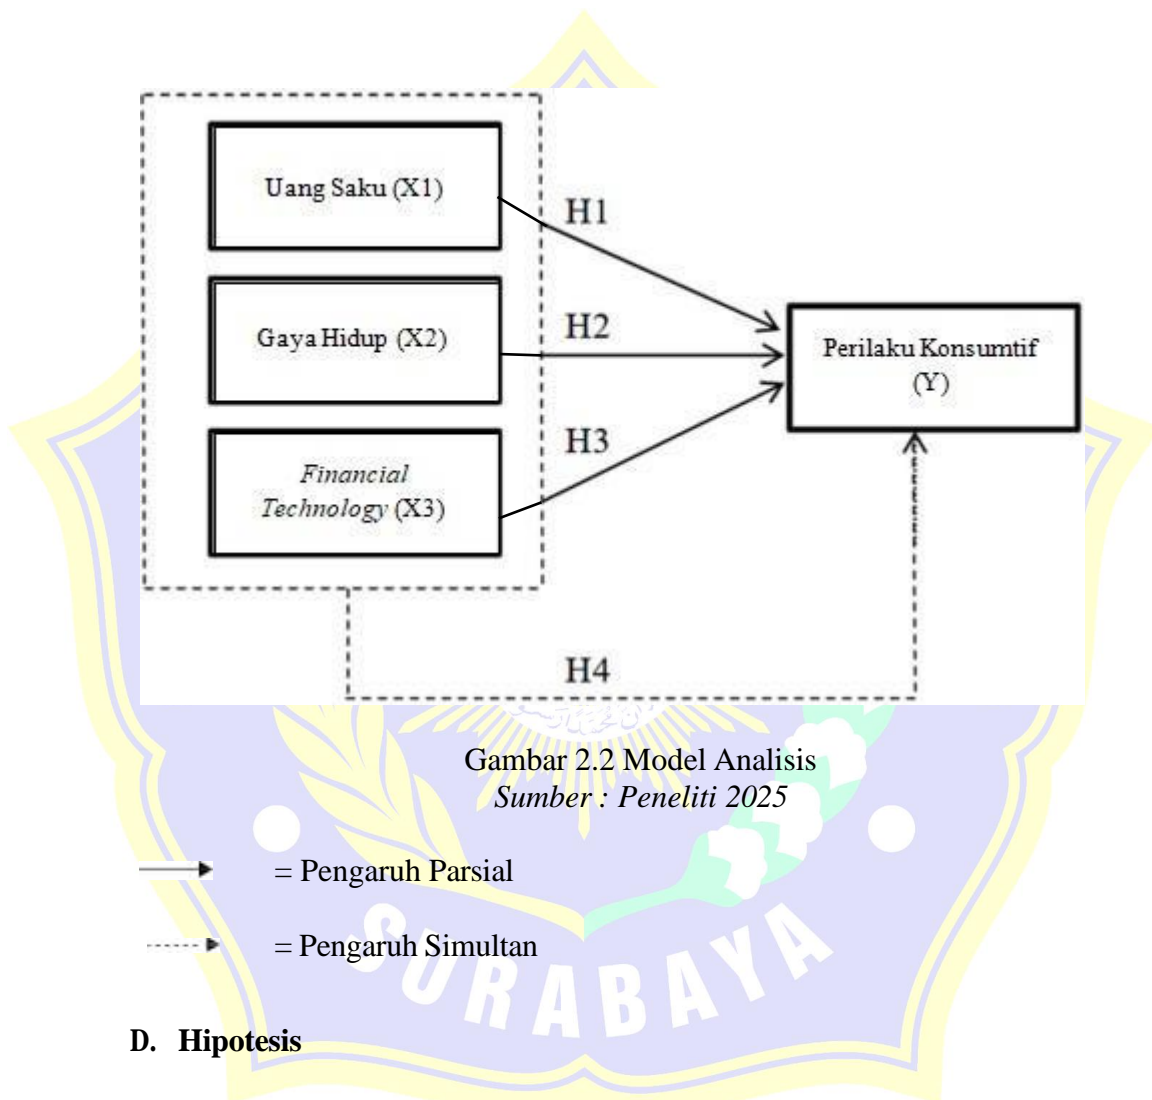 Uang Saku (X1)
H1
Gaya Hidup (X2)
H2
Perilaku Konsumtif
(Y)
H3
Financial
Technology (X3)
H4
Gambar 2.2 Model Analisis
Sumber : Peneliti 2025
= Pengaruh Parsial
= Pengaruh Simultan
SURABAYA
D. Hipotesis